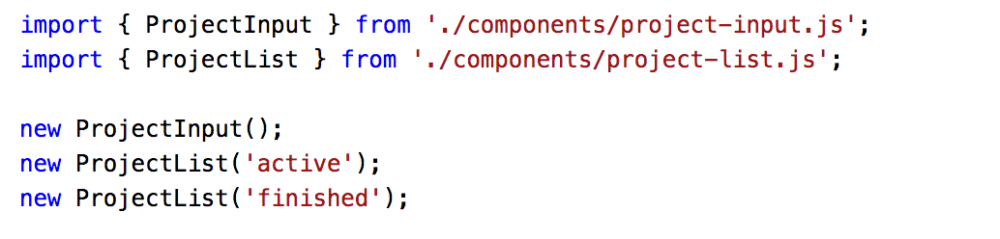 import { ProjectInput } from './components/project-input.js';
import { ProjectList } from './components/project-list.js';
new ProjectInput();
new ProjectList('active');
new ProjectList('finished');